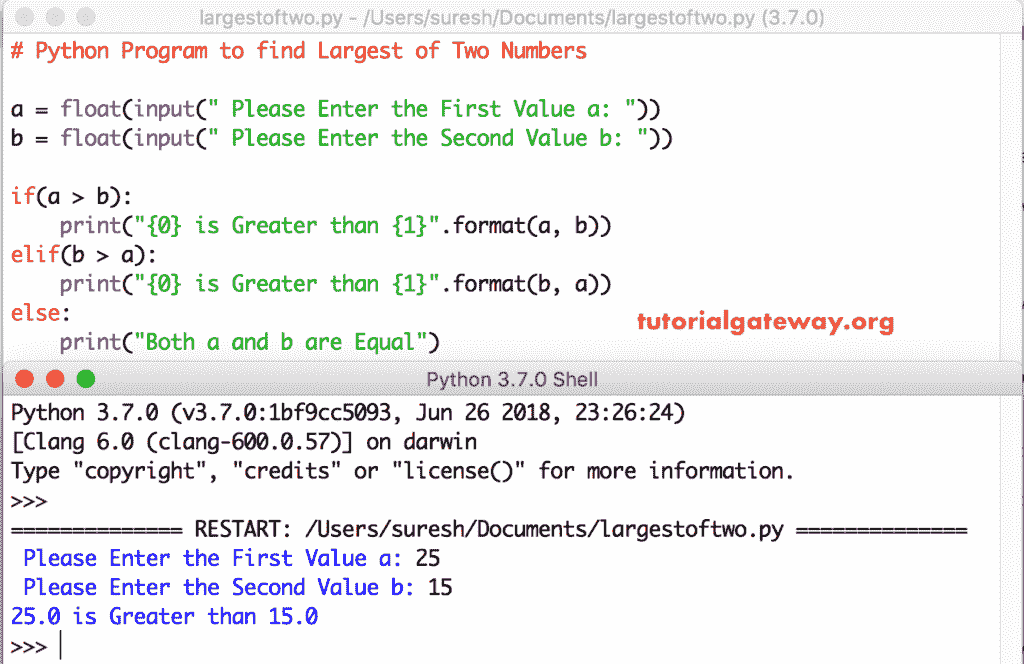 largestoftwo.py - /Users/suresh/Documents/largestoftwo.py (3.7.0)
# Python Program to find Largest of Two Numbers
a = float(input(" Please Enter the First Value a: "))
b = float(input(" Please Enter the Second Value b: "))
if(a > b):
    print("{0} is Greater than {1}".format(a, b))
elif(b > a):
    print("{0} is Greater than {1}".format(b, a))
else:
    print("Both a and b are Equal")
tutorialgateway.org
Python 3.7.0 Shell
Python 3.7.0 (v3.7.0:1bf9cc5093, Jun 26 2018, 23:26:24)
[Clang 6.0 (clang-600.0.57)] on darwin
Type "copyright", "credits" or "license()" for more information.
>>>
============== RESTART: /Users/suresh/Documents/largestoftwo.py ==============
 Please Enter the First Value a: 25
 Please Enter the Second Value b: 15
25.0 is Greater than 15.0
>>>